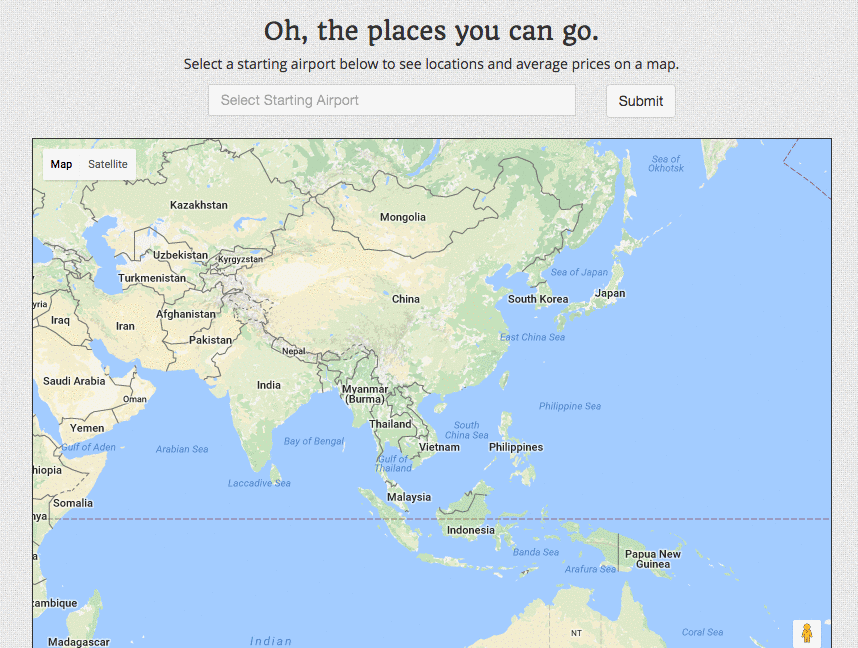 Oh, the places you can go.
Select a starting airport below to see locations and average prices on a map.
Select Starting Airport
Submit
Map
Satellite
Sea of
Okhotsk
Kazakhstan
Mongolia
Uzbekistan
Kyrgyzstan
Turkmenistan
Sea of Japan
China
South Korea
Japan
yria
Iraq
Iran
Afghanistan
Pakistan
East China Sea
Nepal
Saudi Arabia
Oman
India
Myanmar
(Burma)
Philippine Sea
Yemen
Thailand
South
China Sea
Gulf of Aden
Arabian Sea
Bay of Bengal
Vietnam
Philippines
hiopia
Gulf of
Thailand
Laccadive Sea
Somalia
Malaysia
nya
Indonesia
a
Banda Sea
Papua New
Guinea
Arafura Sea
zambique
NT
Coral Sea
Madagascar
Indian